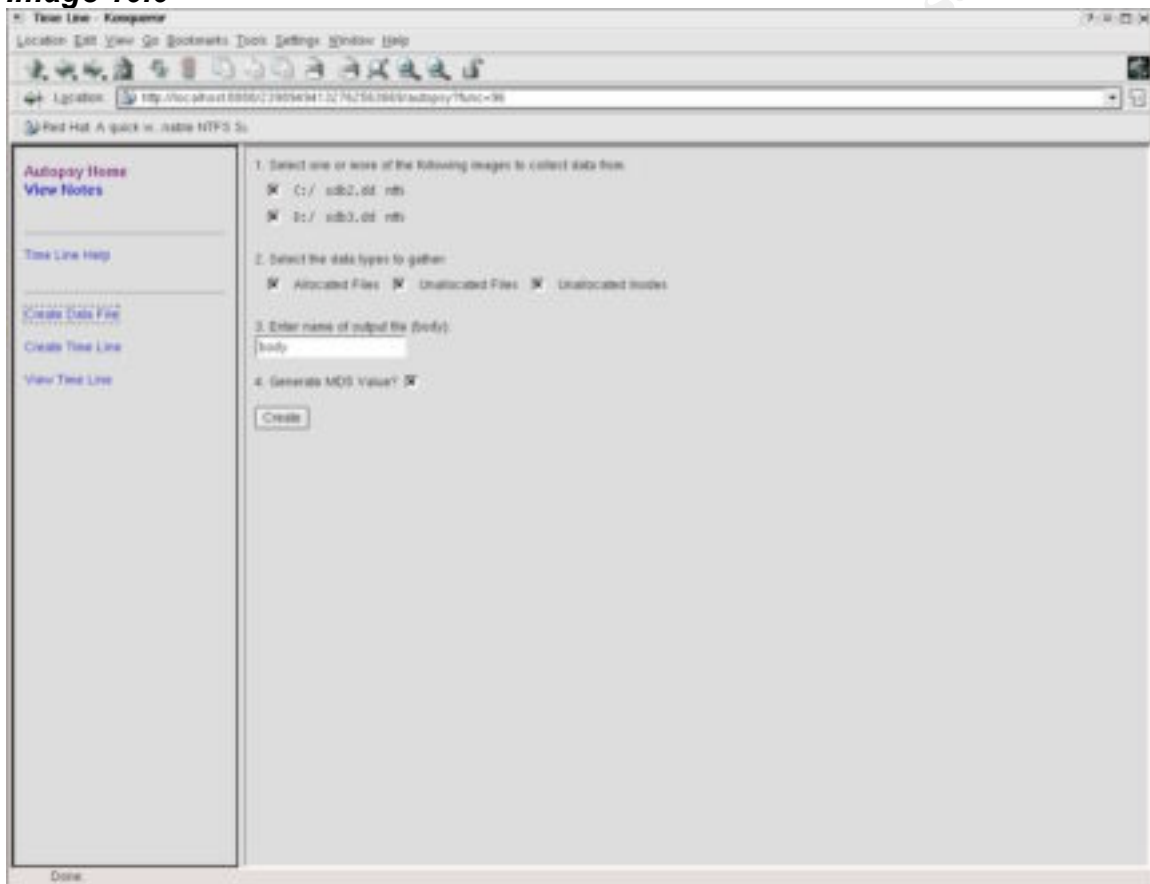 Time Line - Konqueror
Location Edit View Go Bookmarks Tools Settings Window Help
Location:
Red Hat A quick
Autopsy Home
View Notes
Time Line Help
Create Data File
Create Time Line
View Time Line
1. Select one or more of the following images to collect data from
C:/ sdb2.dd ntfs
D:/ sdb3.dd ntfs
2. Select the data types to gather:
Allocated Files Unallocated Files Unallocated Inodes
3. Enter name of output file (body):
body
4. Generate MD5 Value?
Create
Done.